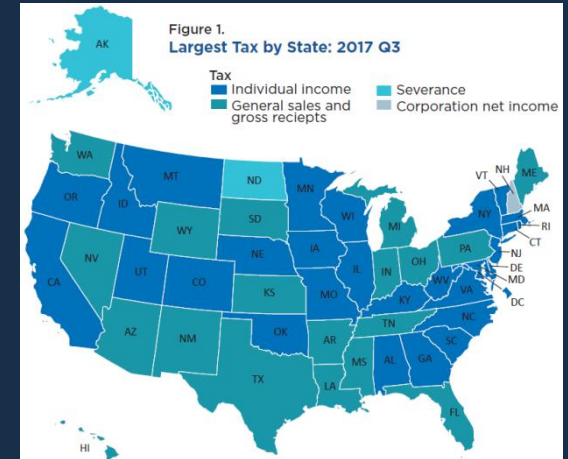 Figure 1.
Largest Tax by State: 2017 Q3
Tax
Individual income
Severance
General sales and
gross reciepts
Corporation net income
AK
WA
MT
ND
MN
VT
NH
ME
OR
ID
SD
WI
MI
NY
MA
RI
CT
WY
NE
IA
PA
NJ
NV
UT
CO
IL
IN
OH
DE
MD
WV
VA
DC
CA
KS
MO
KY
NC
AZ
NM
OK
AR
TN
SC
TX
LA
MS
AL
GA
FL
HI